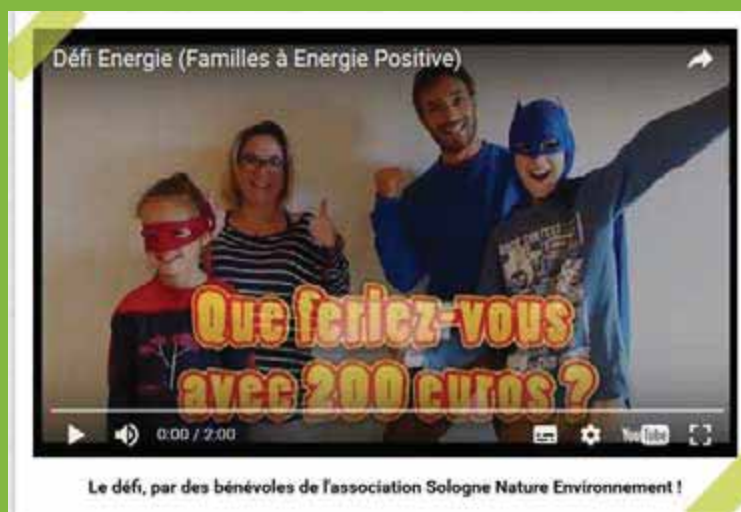 Défi Energie (Familles à Energie Positive)
Que feriez-vous
avec 200 euros ?
0:00 / 2:00
YouTube
Le défi, par des bénévoles de l'association Sologne Nature Environnement !